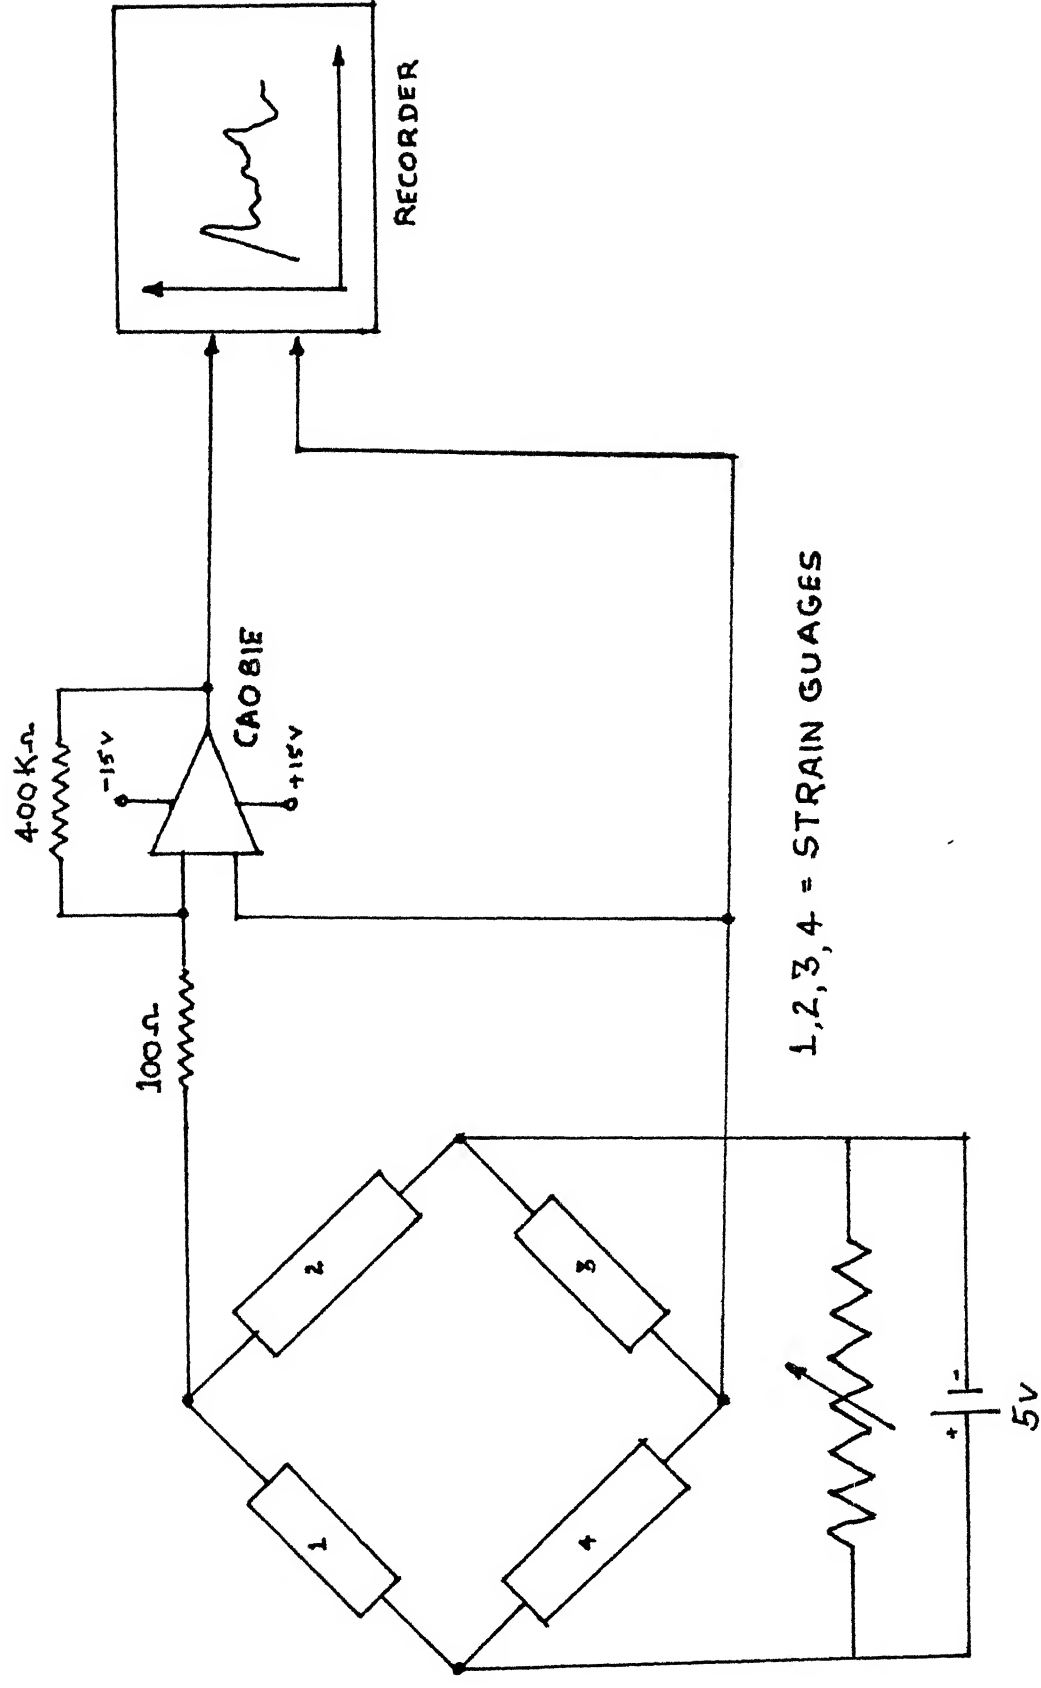 400KΩ
-15V
100Ω
CA081E
+15V
RECORDER
1
2
3
4
+
-
5V
1,2,3,4 = STRAIN GUAGES